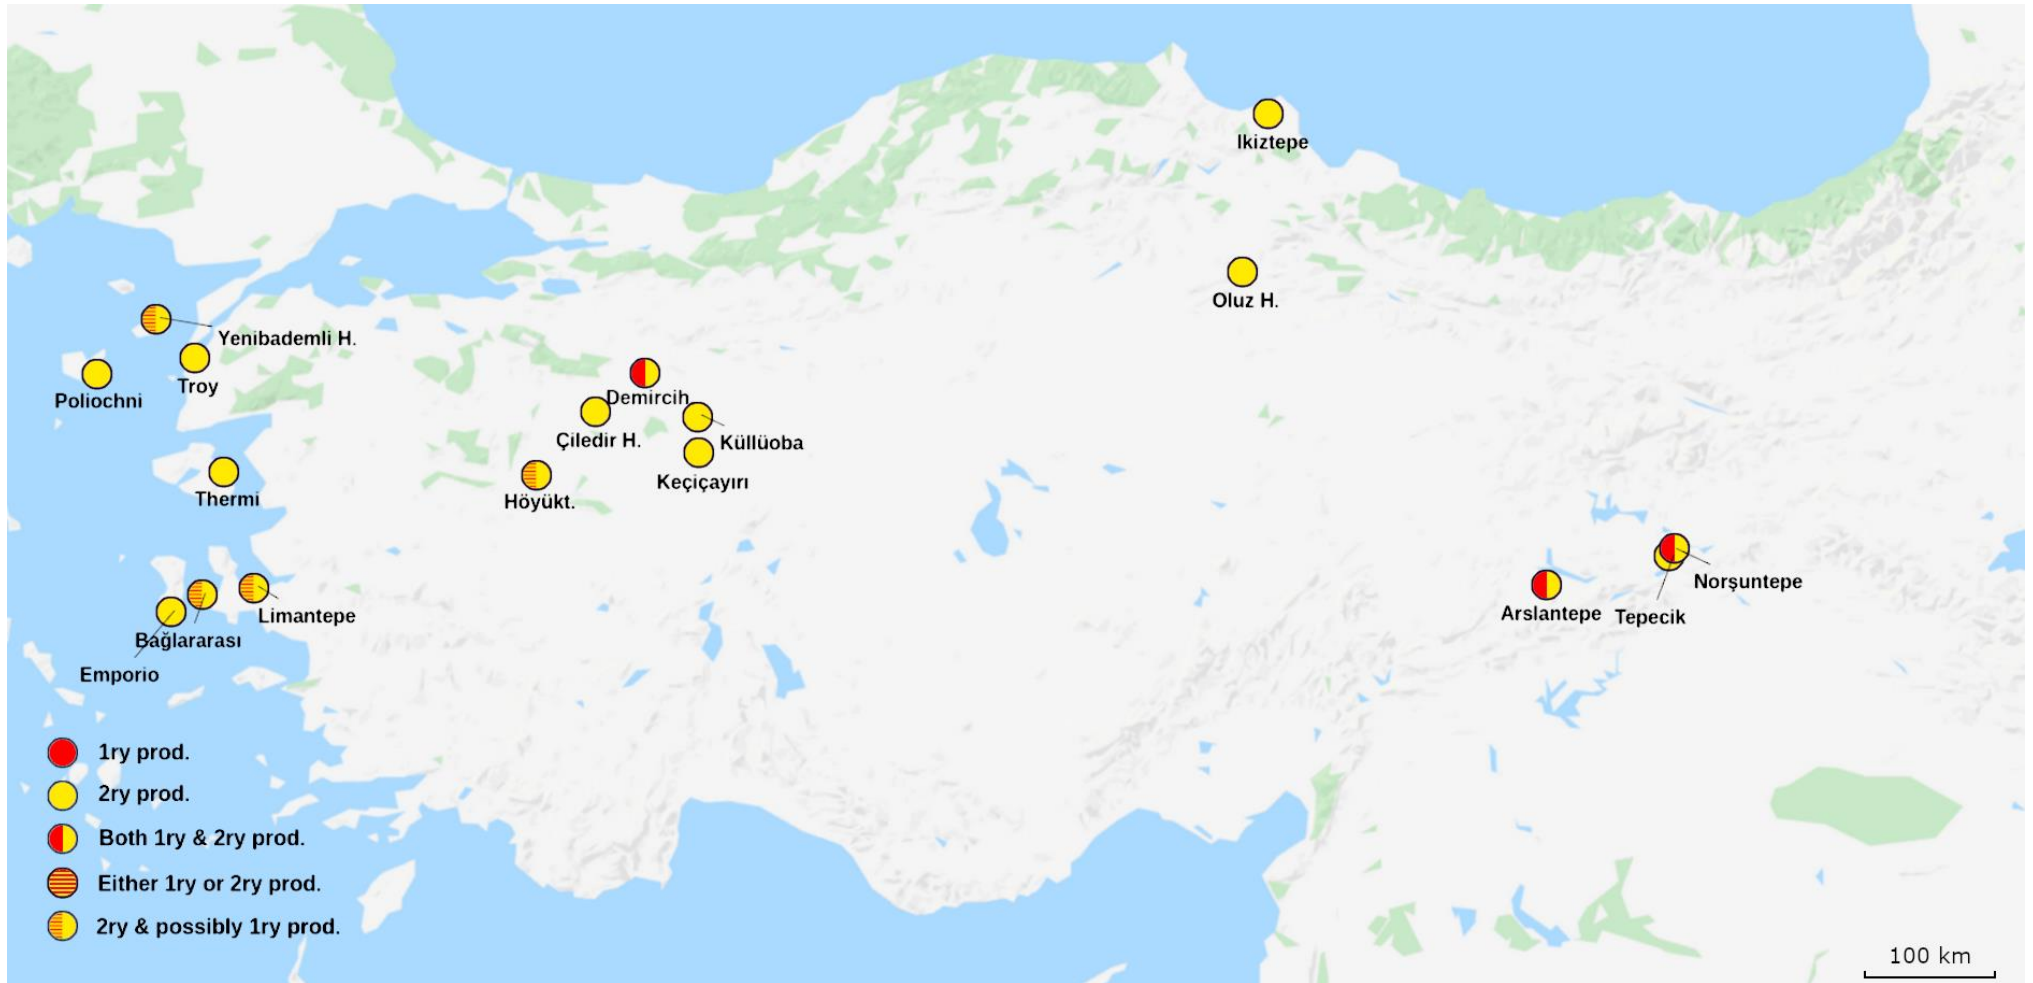 Ikiztepe
Oluz H.
Yenibademli H.
Troy
Poliochni
Demircih.
Çiledir H.
Küllüoba
Keçiçayırı
Höyükt.
Thermi
Norşuntepe
Arslantepe
Tepecik
Limantepe
Bağlararası
Emporio
1ry prod.
2ry prod.
Both 1ry & 2ry prod.
Either 1ry or 2ry prod.
2ry & possibly 1ry prod.
100 km